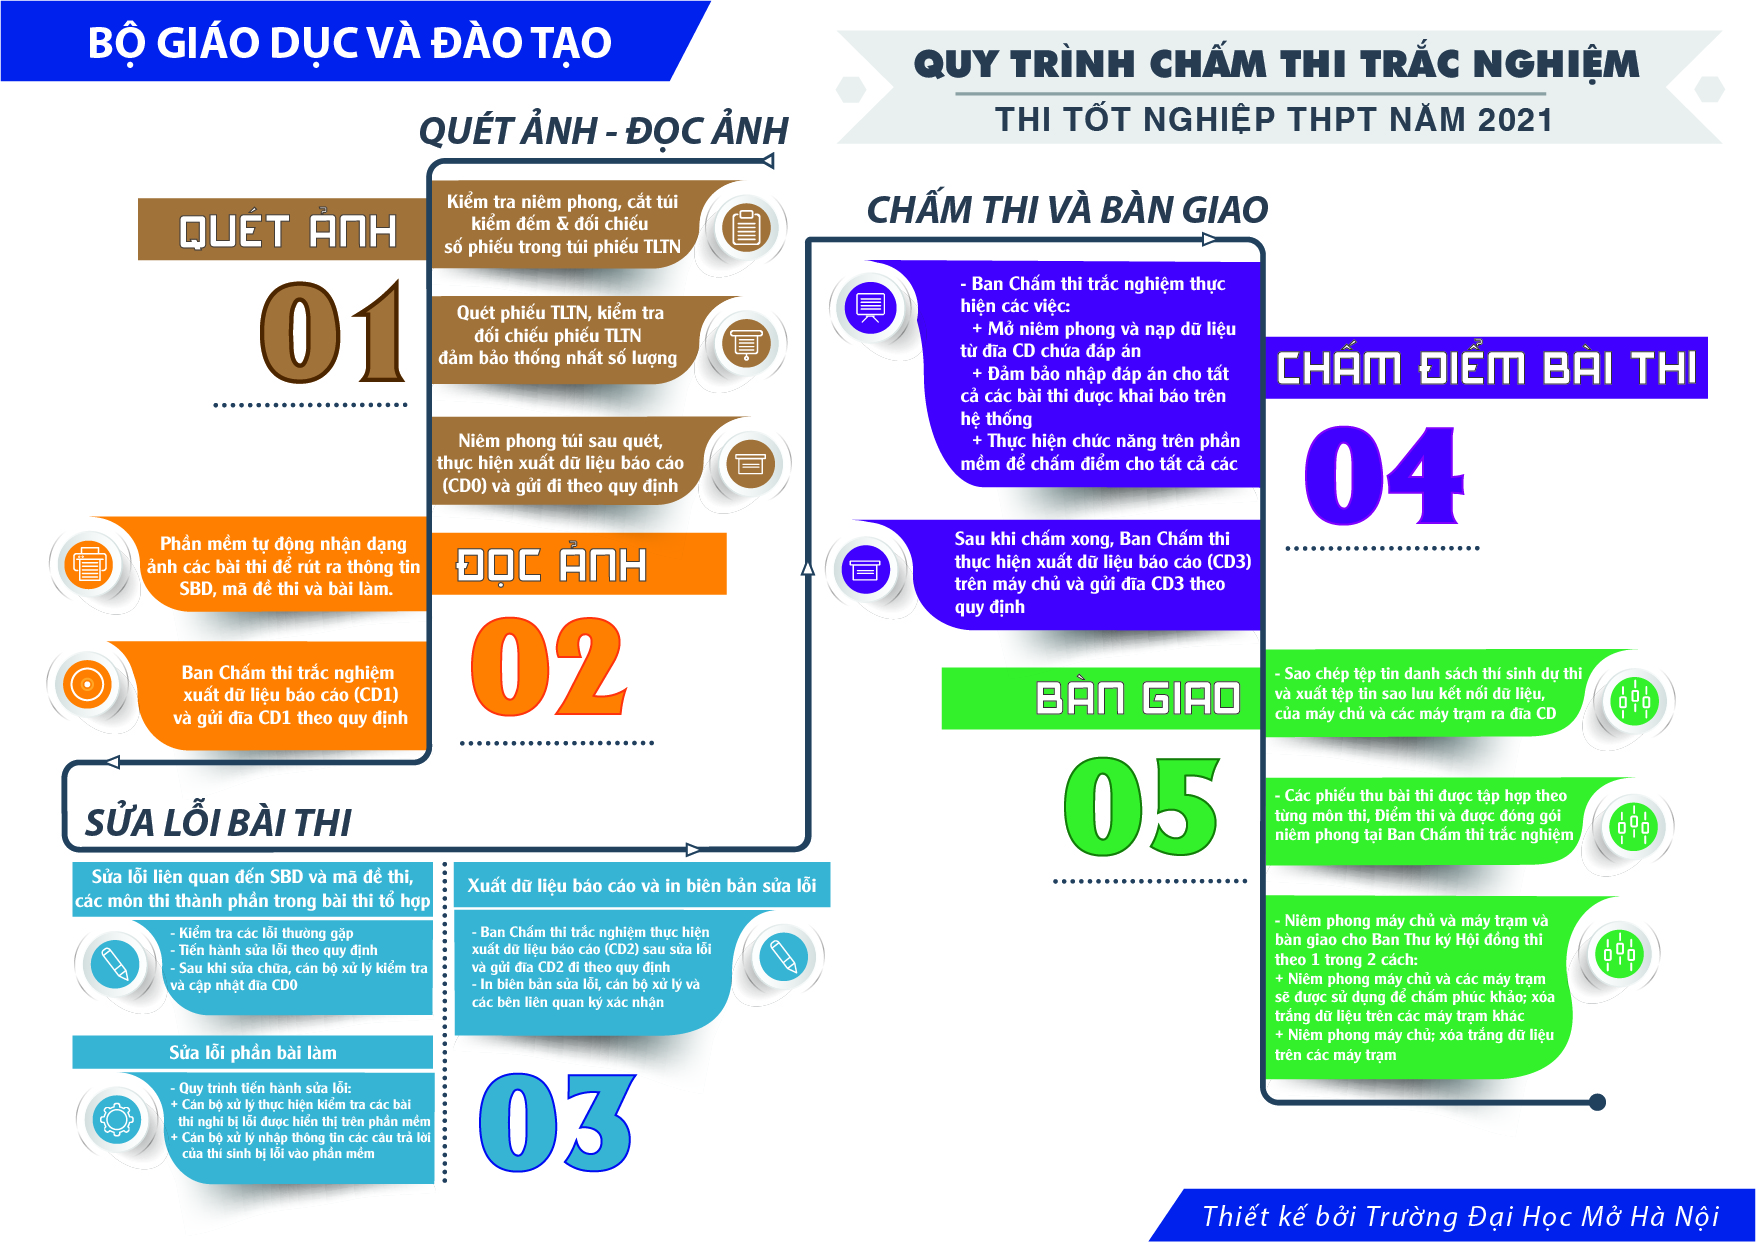 BỘ GIÁO DỤC VÀ ĐÀO TẠO
QUY TRÌNH CHẤM THI TRẮC NGHIỆM
THI TỐT NGHIỆP THPT NĂM 2021
QUÉT ẢNH - ĐỌC ẢNH
QUÉT ẢNH
01
Kiểm tra niêm phong, cắt túi
kiểm đếm & đối chiếu
số phiếu trong túi phiếu TLTN
Quét phiếu TLTN, kiểm tra
đối chiếu phiếu TLTN
đảm bảo thống nhất số lượng
Niêm phong túi sau quét,
thực hiện xuất dữ liệu báo cáo
(CD0) và gửi đi theo quy định
ĐỌC ẢNH
02
Phần mềm tự động nhận dạng
ảnh các bài thi để rút ra thông tin
SBD, mã đề thi và bài làm.
Ban Chấm thi trắc nghiệm
xuất dữ liệu báo cáo (CD1)
và gửi đĩa CD1 theo quy định
SỬA LỖI BÀI THI
Sửa lỗi liên quan đến SBD và mã đề thi,
các môn thi thành phần trong bài thi tổ hợp
- Kiểm tra các lỗi thường gặp
- Tiến hành sửa lỗi theo quy định
- Sau khi sửa chữa, cán bộ xử lý kiểm tra
và cập nhật đĩa CD0
Sửa lỗi phần bài làm
- Quy trình tiến hành sửa lỗi:
+ Cán bộ xử lý thực hiện kiểm tra các bài
thi nghi bị lỗi được hiển thị trên phần mềm
+ Cán bộ xử lý nhập thông tin các câu trả lời
của thí sinh bị lỗi vào phần mềm
Xuất dữ liệu báo cáo và in biên bản sửa lỗi
- Ban Chấm thi trắc nghiệm thực hiện
xuất dữ liệu báo cáo (CD2) sau sửa lỗi
và gửi đĩa CD2 đi theo quy định
- In biên bản sửa lỗi, cán bộ xử lý và
các bên liên quan ký xác nhận
03
CHẤM THI VÀ BÀN GIAO
- Ban Chấm thi trắc nghiệm thực
hiện các việc:
+ Mở niêm phong và nạp dữ liệu
từ đĩa CD chứa đáp án
+ Đảm bảo nhập đáp án cho tất
cả các bài thi được khai báo trên
hệ thống
+ Thực hiện chức năng trên phần
mềm để chấm điểm cho tất cả các
CHẤM ĐIỂM BÀI THI
04
Sau khi chấm xong, Ban Chấm thi
thực hiện xuất dữ liệu báo cáo (CD3)
trên máy chủ và gửi đĩa CD3 theo
quy định
BÀN GIAO
05
- Sao chép tệp tin danh sách thí sinh dự thi
và xuất tệp tin sao lưu kết nối dữ liệu,
của máy chủ và các máy trạm ra đĩa CD
- Các phiếu thu bài thi được tập hợp theo
từng môn thi, Điểm thi và được đóng gói
niêm phong tại Ban Chấm thi trắc nghiệm
- Niêm phong máy chủ và máy trạm và
bàn giao cho Ban Thư ký Hội đồng thi
theo 1 trong 2 cách:
+ Niêm phong máy chủ và các máy trạm
sẽ được sử dụng để chấm phúc khảo; xóa
trắng dữ liệu trên các máy trạm khác
+ Niêm phong máy chủ; xóa trắng dữ liệu
trên các máy trạm
Thiết kế bởi Trường Đại Học Mở Hà Nội